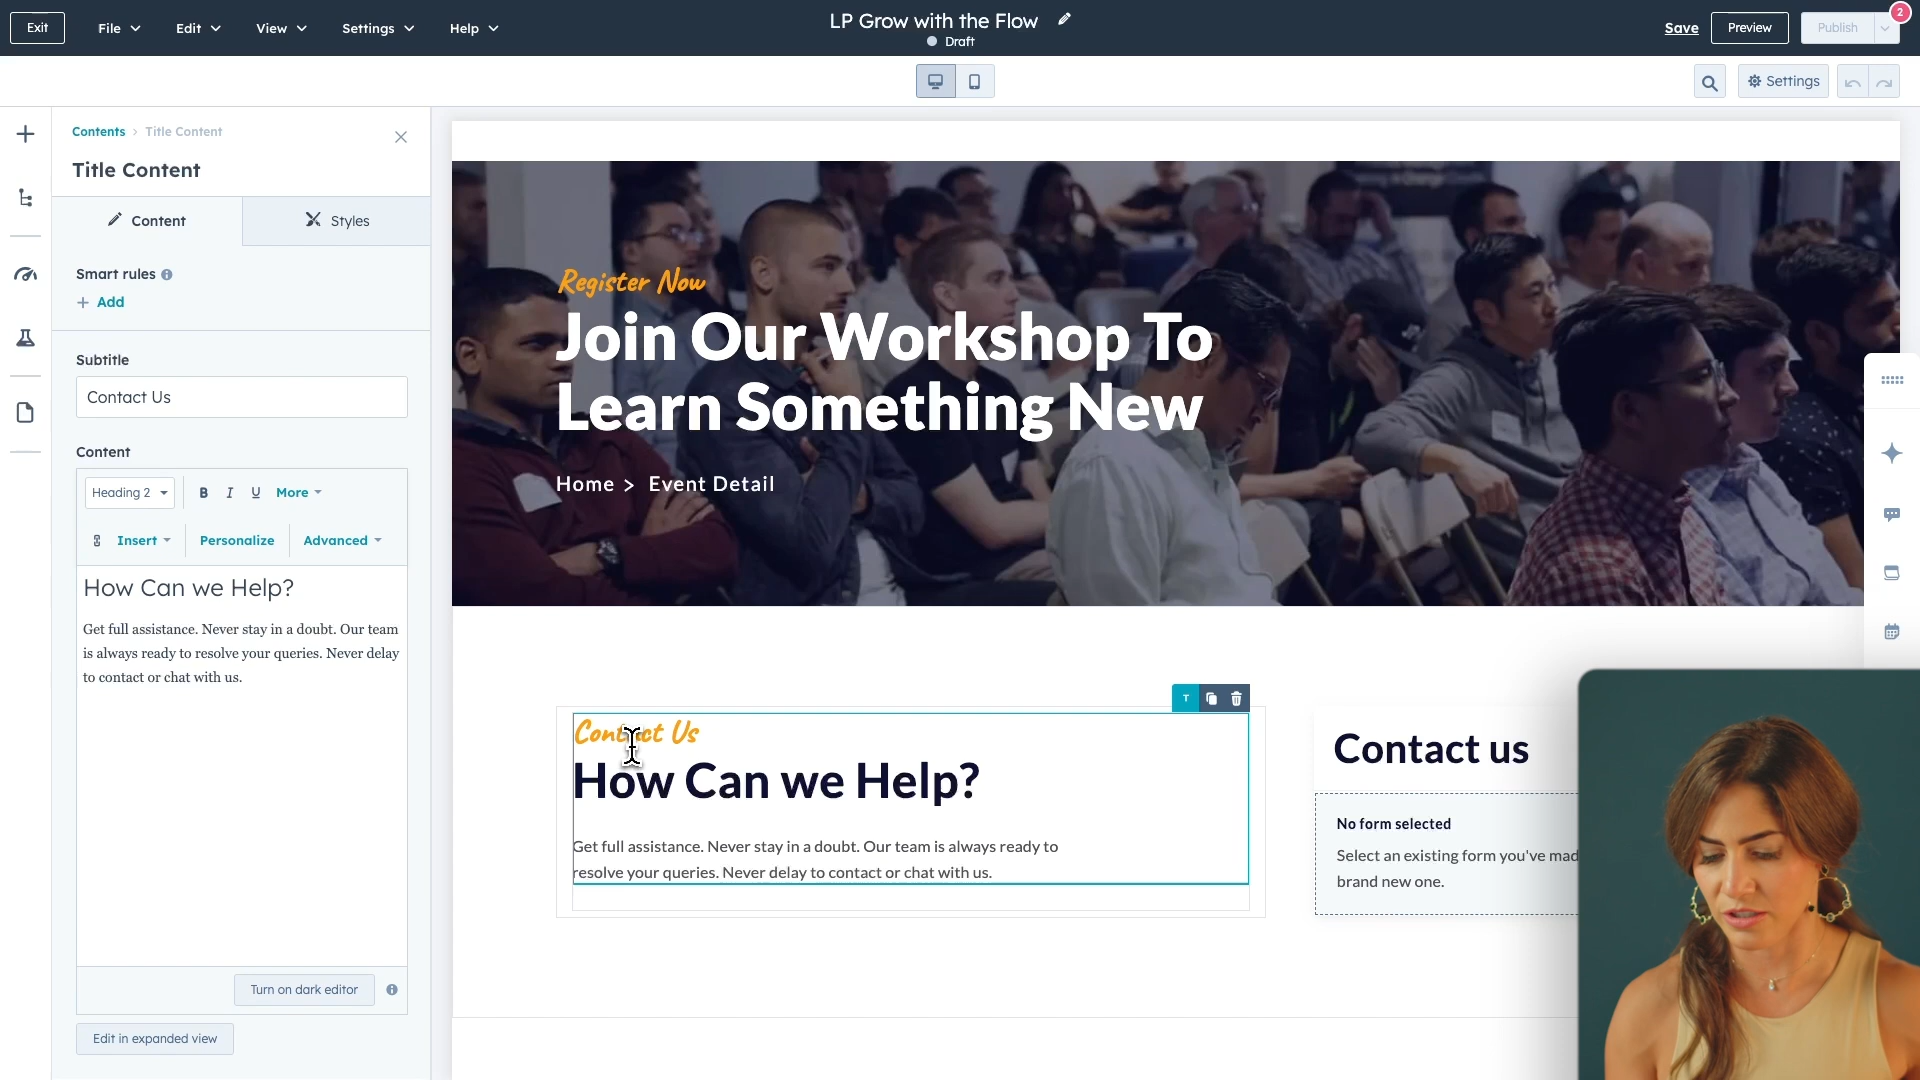 Exit
File
Edit
View
Settings
Help
LP Grow with the Flow
Draft
Save
Preview
Publish
2
Settings
Contents > Title Content
Title Content
Content
Styles
Smart rules
+ Add
Subtitle
Contact Us
Content
Heading 2
B I U More
Insert
Personalize
Advanced
How Can we Help?
Get full assistance. Never stay in a doubt. Our team
is always ready to resolve your queries. Never delay
to contact or chat with us.
Turn on dark editor
Edit in expanded view
Register Now
Join Our Workshop To
Learn Something New
Home > Event Detail
T
Contact Us
How Can we Help?
Get full assistance. Never stay in a doubt. Our team is always ready to
resolve your queries. Never delay to contact or chat with us.
Contact us
No form selected
Select an existing form you've mad
brand new one.